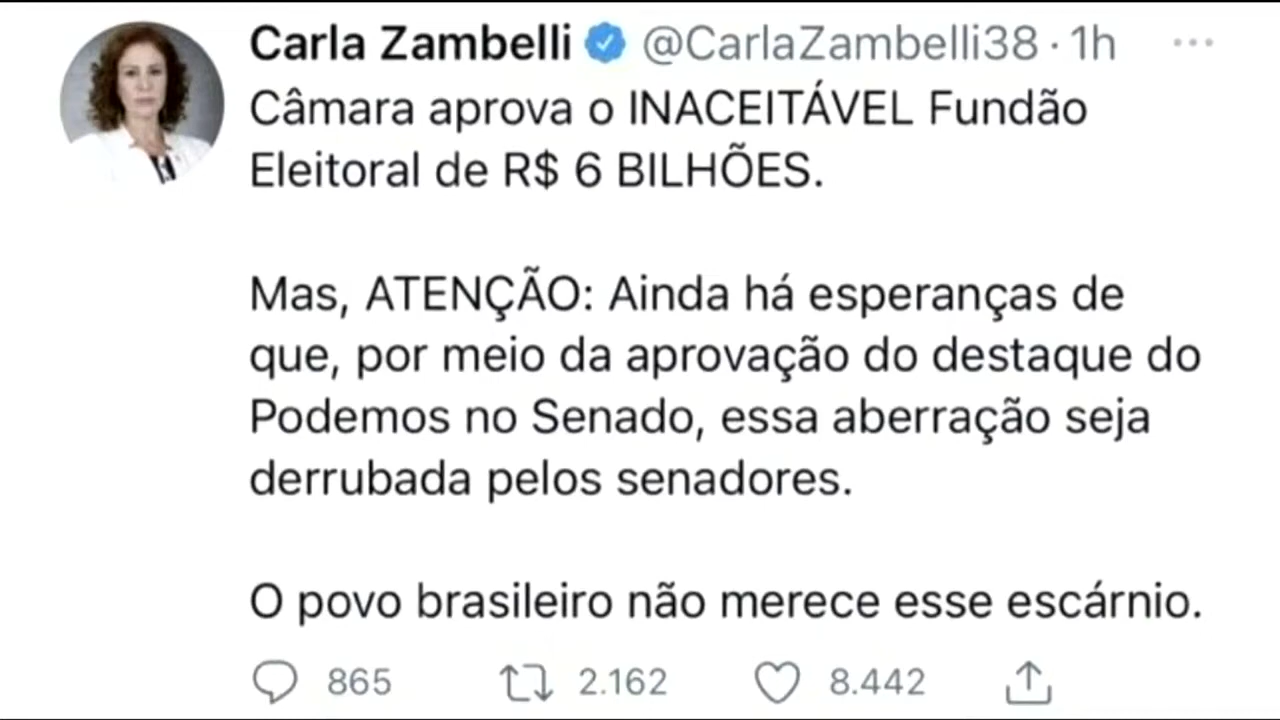 Carla Zambelli @CarlaZambelli38 · 1h
Câmara aprova o INACEITÁVEL Fundão
Eleitoral de R$ 6 BILHÕES.
Mas, ATENÇÃO: Ainda há esperanças de
que, por meio da aprovação do destaque do
Podemos no Senado, essa aberração seja
derrubada pelos senadores.
O povo brasileiro não merece esse escárnio.
865 2.162 8.442